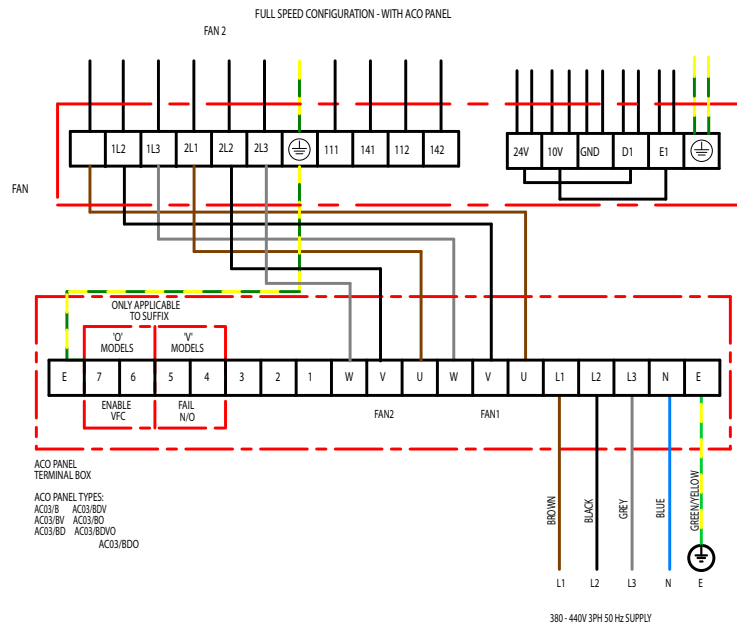 FULL SPEED CONFIGURATION - WITH ACO PANEL
FAN 2
1L2 1L3 2L1 2L2 2L3 111 141 112 142
24V 10V GND D1 E1
FAN
ONLY APPLICABLE
TO SUFFIX
'O'
MODELS
'V'
MODELS
E 7 6 5 4 3 2 1 W V U W V U L1 L2 L3 N E
ENABLE
VFC
FAIL
N/O
FAN2
FAN1
ACO PANEL
TERMINAL BOX
ACO PANEL TYPES:
AC03/B AC03/BDV
AC03/BV AC03/BO
AC03/BD AC03/BDVO
AC03/BDO
BROWN
BLACK
GREY
BLUE
GREEN/YELLOW
L1 L2 L3 N E
380 - 440V 3PH 50 Hz SUPPLY